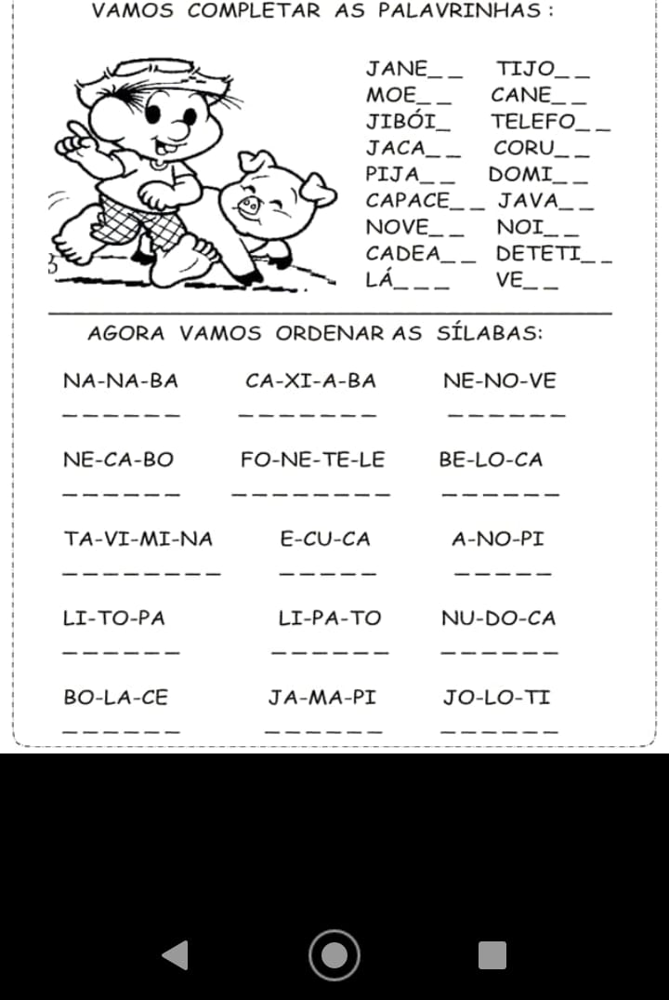 VAMOS COMPLETAR AS PALAVRINHAS :
JANE_ _ TIJO_ _
MOE_ _ CANE_ _
JIBÓI_ TELEFO_ _
JACA_ _ CORU_ _
PIJA_ _ DOMI_ _
CAPACE_ _ JAVA_ _
NOVE_ _ NOI_ _
CADEA_ _ DETETI_ _
LÁ_ _ _ VE_ _
AGORA VAMOS ORDENAR AS SÍLABAS:
NA-NA-BA CA-XI-A-BA NE-NO-VE
_ _ _ _ _ _ _ _ _ _ _ _ _ _ _ _ _ _ _
NE-CA-BO FO-NE-TE-LE BE-LO-CA
_ _ _ _ _ _ _ _ _ _ _ _ _ _ _ _ _ _ _ _
TA-VI-MI-NA E-CU-CA A-NO-PI
_ _ _ _ _ _ _ _ _ _ _ _ _ _ _ _ _ _
LI-TO-PA LI-PA-TO NU-DO-CA
_ _ _ _ _ _ _ _ _ _ _ _ _ _ _ _ _ _
BO-LA-CE JA-MA-PI JO-LO-TI
_ _ _ _ _ _ _ _ _ _ _ _ _ _ _ _ _ _